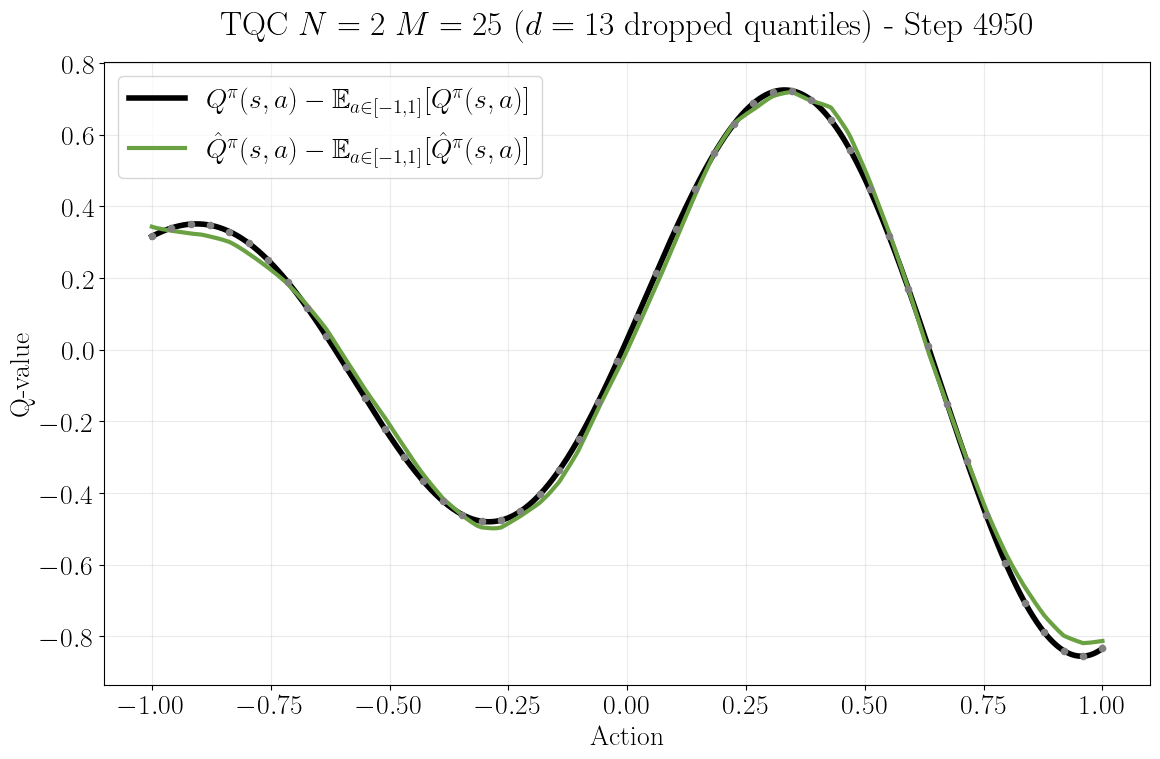 TQC N = 2 M = 25 (d = 13 dropped quantiles) - Step 4950
Q^π(s, a) − 𝔼_{a∈[−1,1]}[Q^π(s, a)]
Q̂^π(s, a) − 𝔼_{a∈[−1,1]}[Q̂^π(s, a)]
0.8
0.6
0.4
0.2
0.0
−0.2
−0.4
−0.6
−0.8
Q-value
−1.00 −0.75 −0.50 −0.25 0.00 0.25 0.50 0.75 1.00
Action